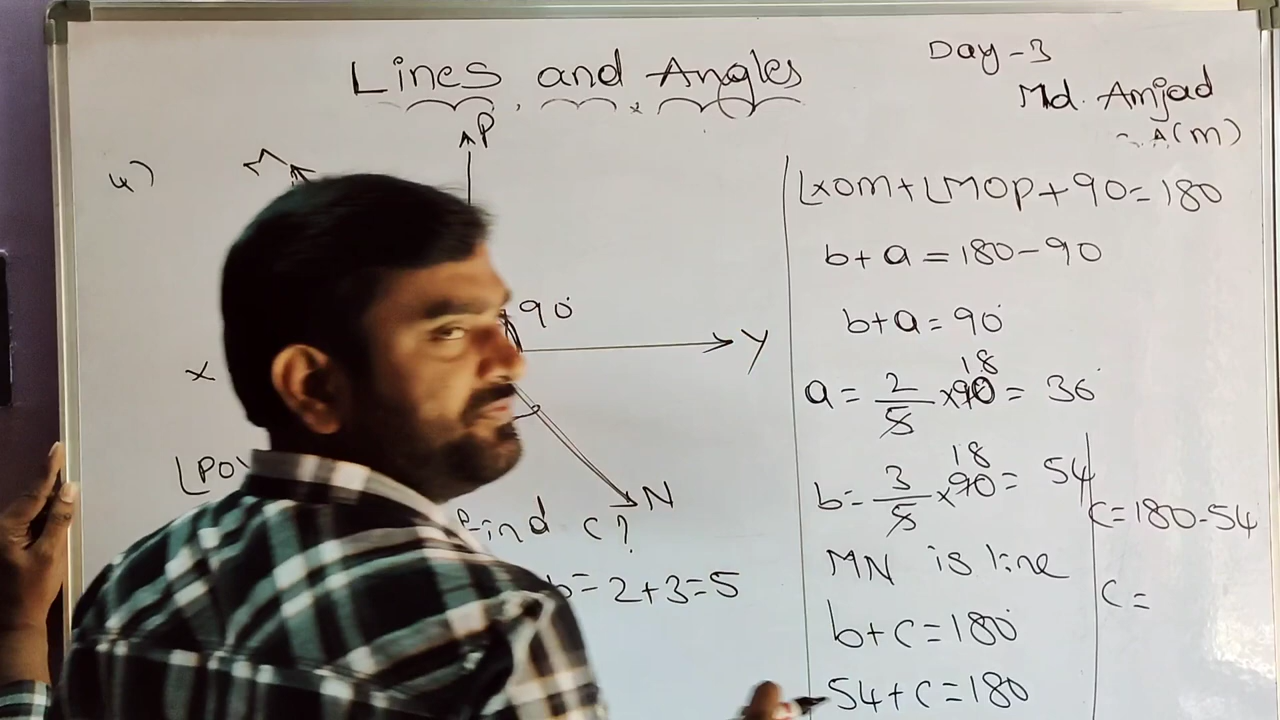 Lines and Angles
Day-3
Md. Amjad
A(m)
4)
P
90°
X
Y
N
find c?
b=2+3=5
∠XOM+∠MOP+90=180
b+a=180-90
b+a=90°
18
a=2/5×90=36°
18
b=3/5×90=54
MN is line
b+c=180°
54+c=180
c=180-54
c=